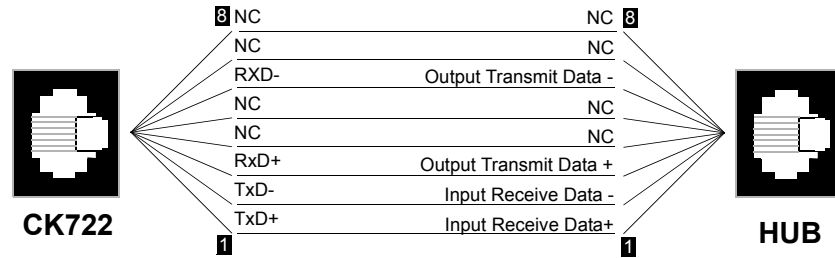 8 NC NC 8
NC NC
RXD- Output Transmit Data -
NC NC
NC NC
RxD+ Output Transmit Data +
TxD- Input Receive Data -
TxD+ Input Receive Data+
1 1
CK722 HUB